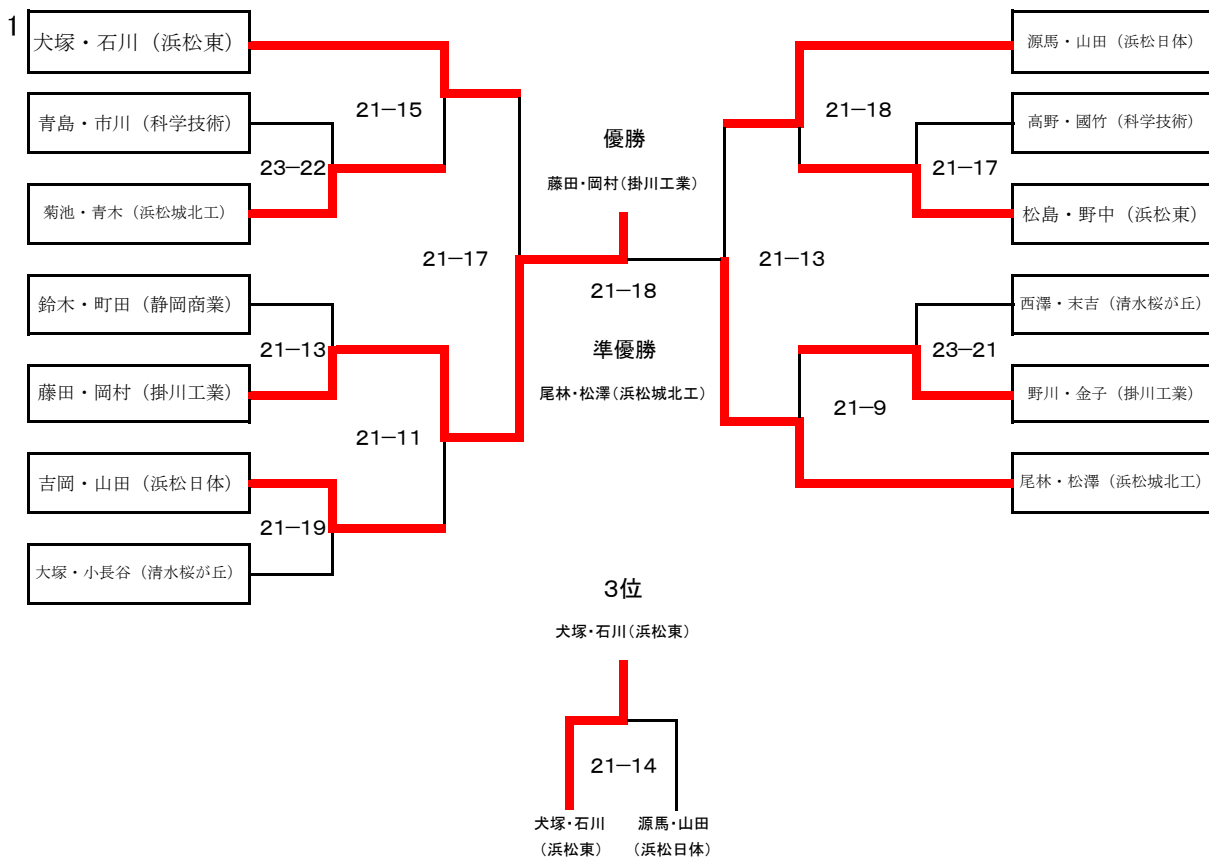 1
犬塚・石川（浜松東）
青島・市川（科学技術）
菊池・青木（浜松城北工）
鈴木・町田（静岡商業）
藤田・岡村（掛川工業）
吉岡・山田（浜松日体）
大塚・小長谷（清水桜が丘）
21－15
23－22
21－17
21－13
21－11
21－19
優勝
藤田・岡村（掛川工業）
21－18
準優勝
尾林・松澤（浜松城北工）
21－18
21－17
21－13
23－21
21－9
源馬・山田（浜松日体）
高野・國竹（科学技術）
松島・野中（浜松東）
西澤・末吉（清水桜が丘）
野川・金子（掛川工業）
尾林・松澤（浜松城北工）
3位
犬塚・石川（浜松東）
21－14
犬塚・石川
（浜松東）
源馬・山田
（浜松日体）